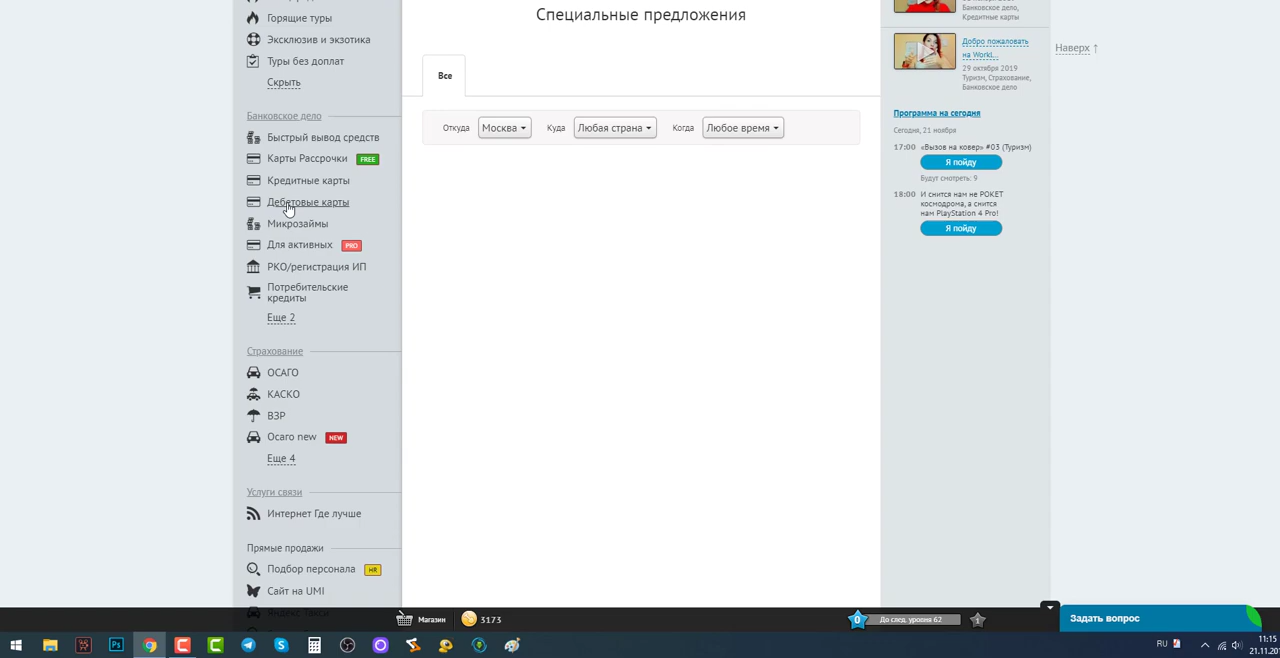 Горящие туры
Эксклюзив и экзотика
Туры без доплат
Скрыть
Банковское дело
Быстрый вывод средств
Карты Рассрочки FREE
Кредитные карты
Дебетовые карты
Микрозаймы
Для активных PRO
РКО/регистрация ИП
Потребительские
кредиты
Еще 2
Страхование
ОСАГО
КАСКО
ВЗР
Осаго new NEW
Еще 4
Услуги связи
Интернет Где лучше
Прямые продажи
Подбор персонала HR
Сайт на UMI
Специальные предложения
Все
Откуда Москва Куда Любая страна Когда Любое время
Банковское дело,
Кредитные карты
Добро пожаловать
на Workl...
29 октября 2019
Туризм, Страхование,
Банковское дело
Программа на сегодня
Сегодня, 21 ноября
17:00 «Вызов на ковер» #03 (Туризм)
Я пойду
Будут смотреть: 9
18:00 И снится нам не РОКЕТ
космодрома, а снится
нам PlayStation 4 Pro!
Я пойду
Наверх ↑
Магазин 3173
0 До след. уровня 62 1
Задать вопрос
Ps
RU
11:15
21.11.20